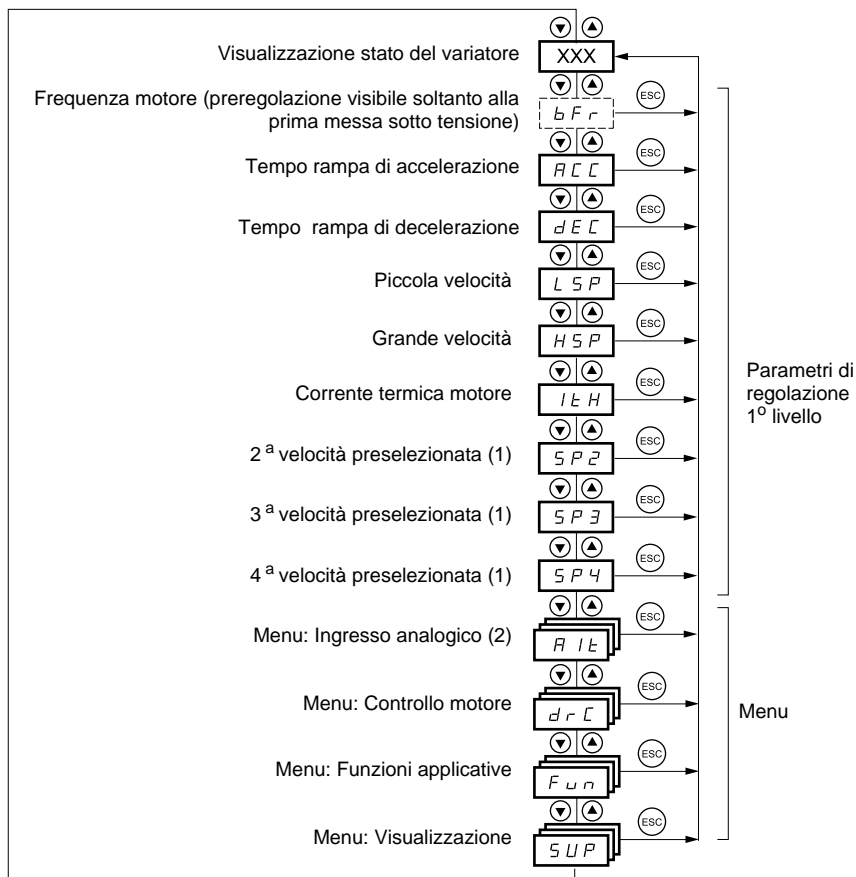 Visualizzazione stato del variatore
XXX
Frequenza motore (preregolazione visibile soltanto alla
prima messa sotto tensione)
bFr
ESC
Tempo rampa di accelerazione
ACC
ESC
Tempo rampa di decelerazione
dEC
ESC
Piccola velocità
LSP
ESC
Grande velocità
HSP
ESC
Corrente termica motore
ItH
ESC
2ª velocità preselezionata (1)
SP2
ESC
3ª velocità preselezionata (1)
SP3
ESC
4ª velocità preselezionata (1)
SP4
ESC
Parametri di
regolazione
1º livello
Menu: Ingresso analogico (2)
AIt
ESC
Menu: Controllo motore
drC
ESC
Menu: Funzioni applicative
Fun
ESC
Menu: Visualizzazione
SUP
ESC
Menu